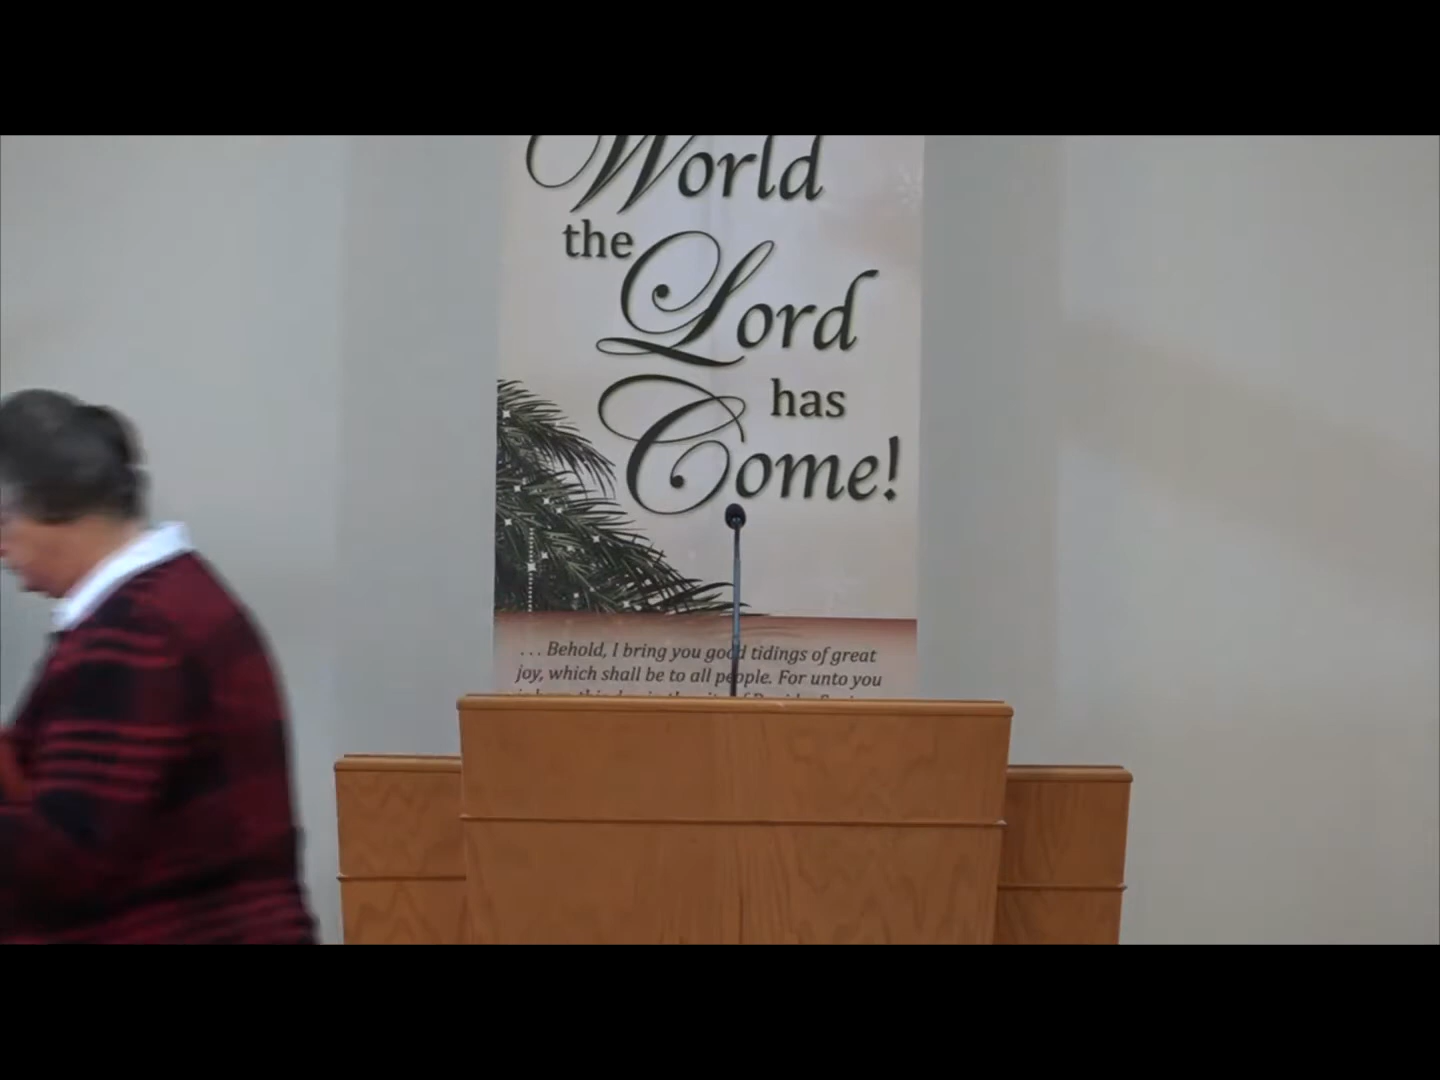 World
the Lord
has
Come!
... Behold, I bring you good tidings of great
joy, which shall be to all people. For unto you